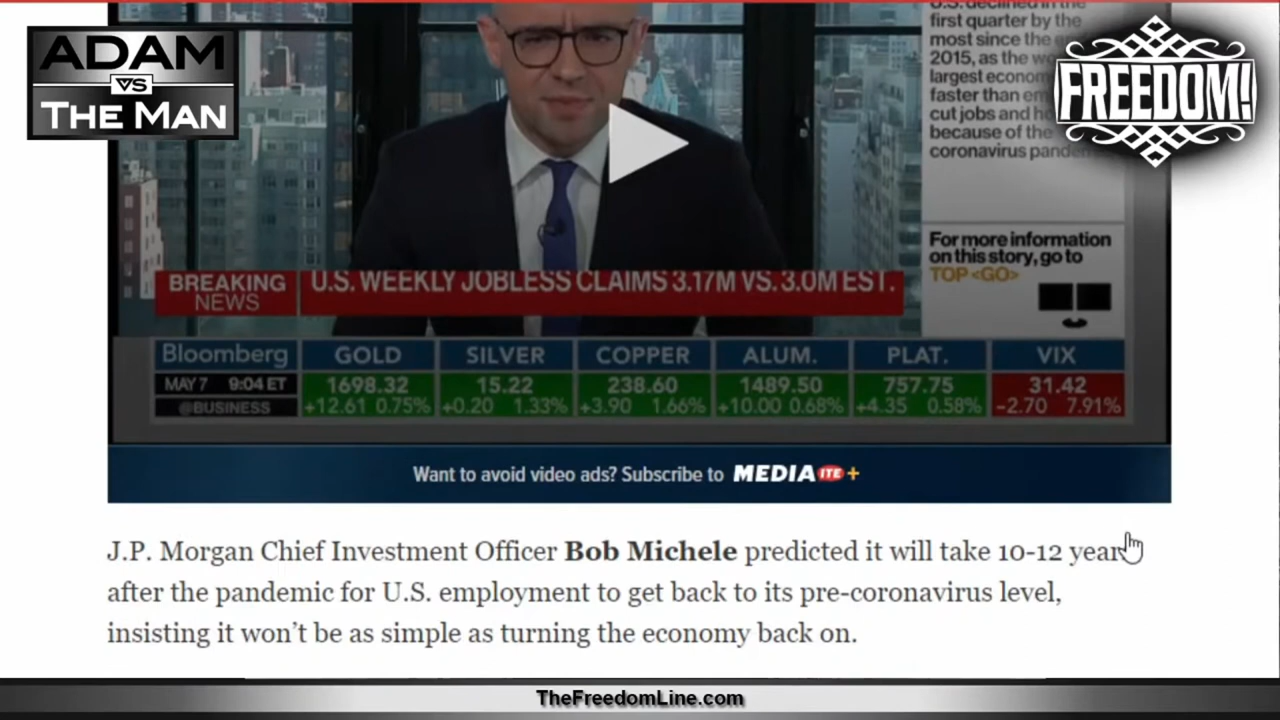 ADAM
VS
THE MAN
FREEDOM!
first quarter by the
most since the
2015, as the
largest econom
faster than em
cut jobs and
because of the
coronavirus pande
For more information
on this story, go to
TOP <GO>
BREAKING
NEWS
U.S. WEEKLY JOBLESS CLAIMS 3.17M VS. 3.0M EST.
Bloomberg GOLD SILVER COPPER ALUM. PLAT. VIX
MAY 7 9:04 ET 1698.32 15.22 238.60 1489.50 757.75 31.42
@BUSINESS +12.61 0.75% +0.20 1.33% +3.90 1.66% +10.00 0.68% +4.35 0.58% -2.70 7.91%
Want to avoid video ads? Subscribe to MEDIAITE+
J.P. Morgan Chief Investment Officer Bob Michele predicted it will take 10-12 year
after the pandemic for U.S. employment to get back to its pre-coronavirus level,
insisting it won't be as simple as turning the economy back on.
TheFreedomLine.com